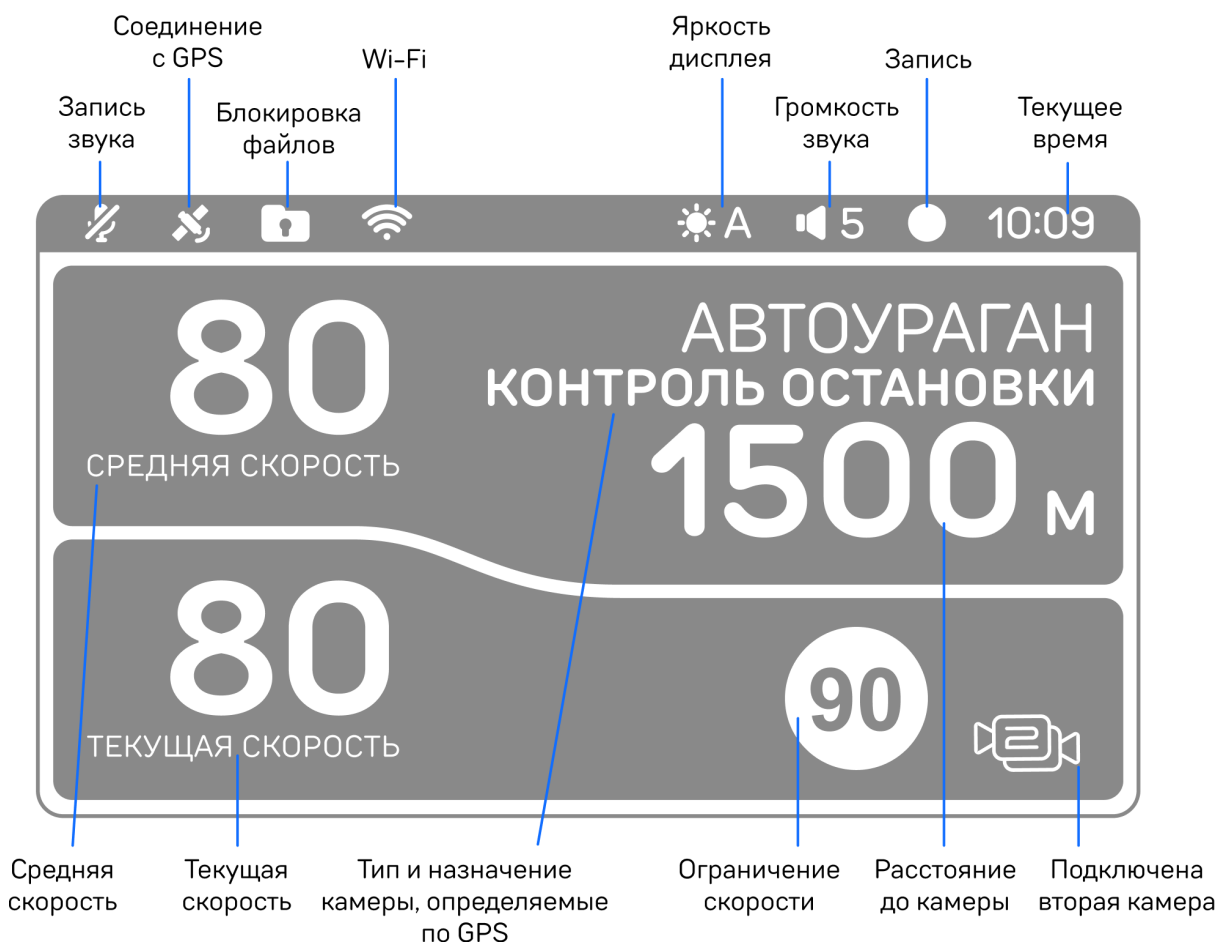 Соединение
с GPS
Wi-Fi
Яркость
дисплея
Запись
Запись
звука
Блокировка
файлов
Громкость
звука
Текущее
время
A
5
10:09
80
СРЕДНЯЯ СКОРОСТЬ
АВТОУРАГАН
КОНТРОЛЬ ОСТАНОВКИ
1500 м
80
ТЕКУЩАЯ СКОРОСТЬ
90
2
Средняя
скорость
Текущая
скорость
Тип и назначение
камеры, определяемые
по GPS
Ограничение
скорости
Расстояние
до камеры
Подключена
вторая камера